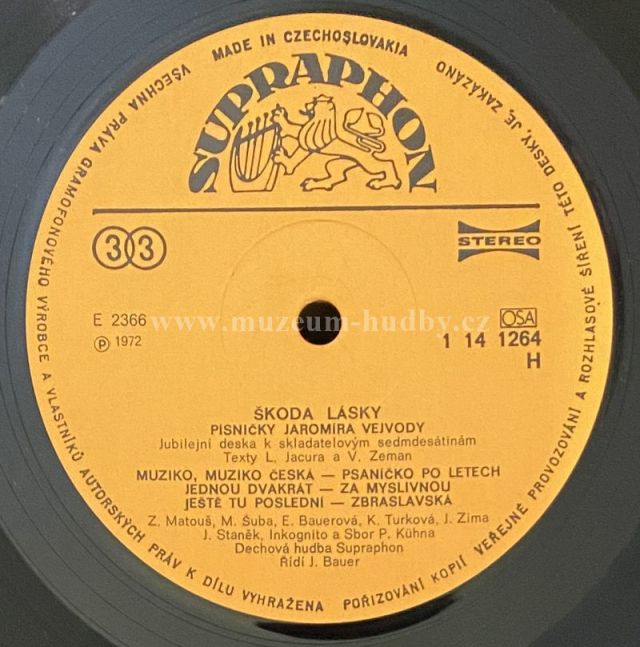 MADE IN CZECHOSLOVAKIA
SUPRAPHON
33
STEREO
E 2366
Ⓟ 1972
www.muzeum-hudby.cz
OSA
1 14 1264
H
ŠKODA LÁSKY
PÍSNIČKY JAROMÍRA VEJVODY
Jubilejní deska k skladatelovým sedmdesátinám
Texty L. Jacura a V. Zeman
MUZIKO, MUZIKO ČESKÁ — PSANÍČKO PO LETECH
JEDNOU DVAKRÁT — ZA MYSLIVNOU
JEŠTĚ TU POSLEDNÍ — ZBRASLAVSKÁ
Z. Matouš, M. Šuba, E. Bauerová, K. Turková, J. Zíma
J. Staněk, Inkognito a Sbor P. Kühna
Dechová hudba Supraphon
Řídí J. Bauer
VŠECHNA PRÁVA GRAMOFONOVÉHO VÝROBCE A VLASTNÍKŮ AUTORSKÝCH PRÁV K DÍLU VYHRAŽENA
POŘIZOVÁNÍ KOPIÍ VEŘEJNÉ PROVOZOVÁNÍ A ROZHLASOVÉ ŠÍŘENÍ TÉTO DESKY, JE, ZAKÁZÁNO